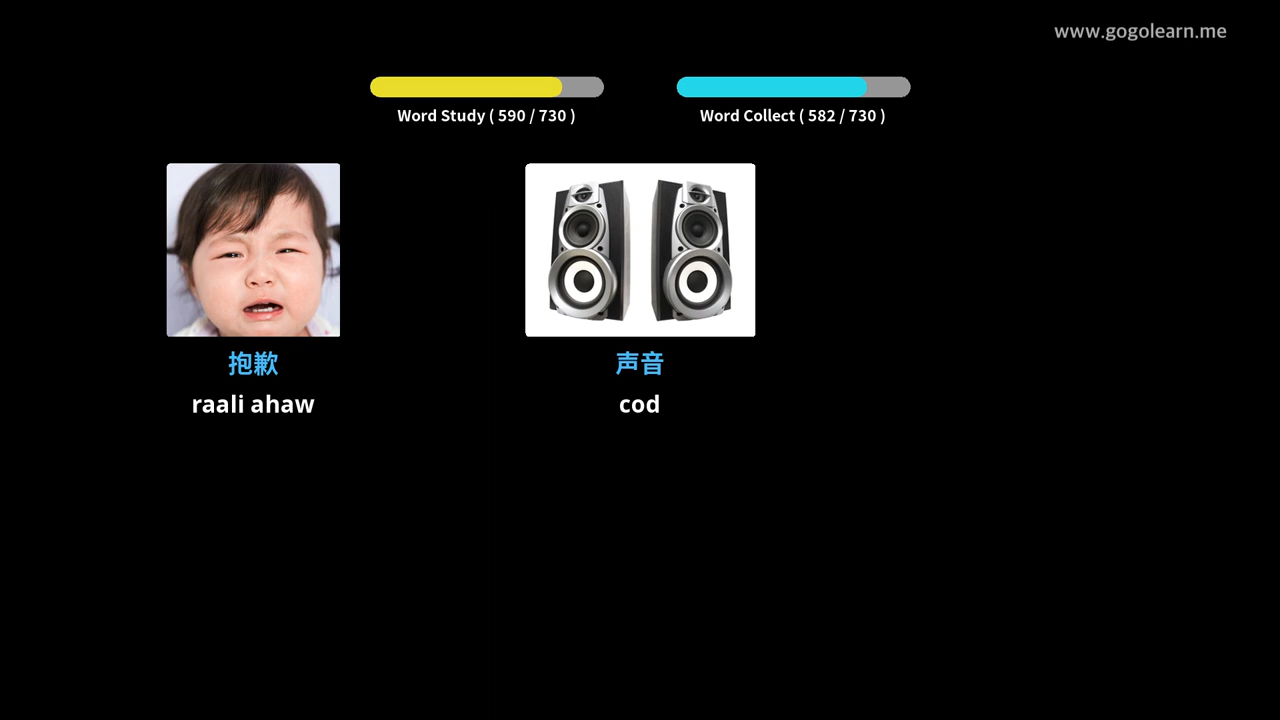 www.gogolearn.me
Word Study ( 590 / 730 )
Word Collect ( 582 / 730 )
抱歉
raali ahaw
声音
cod